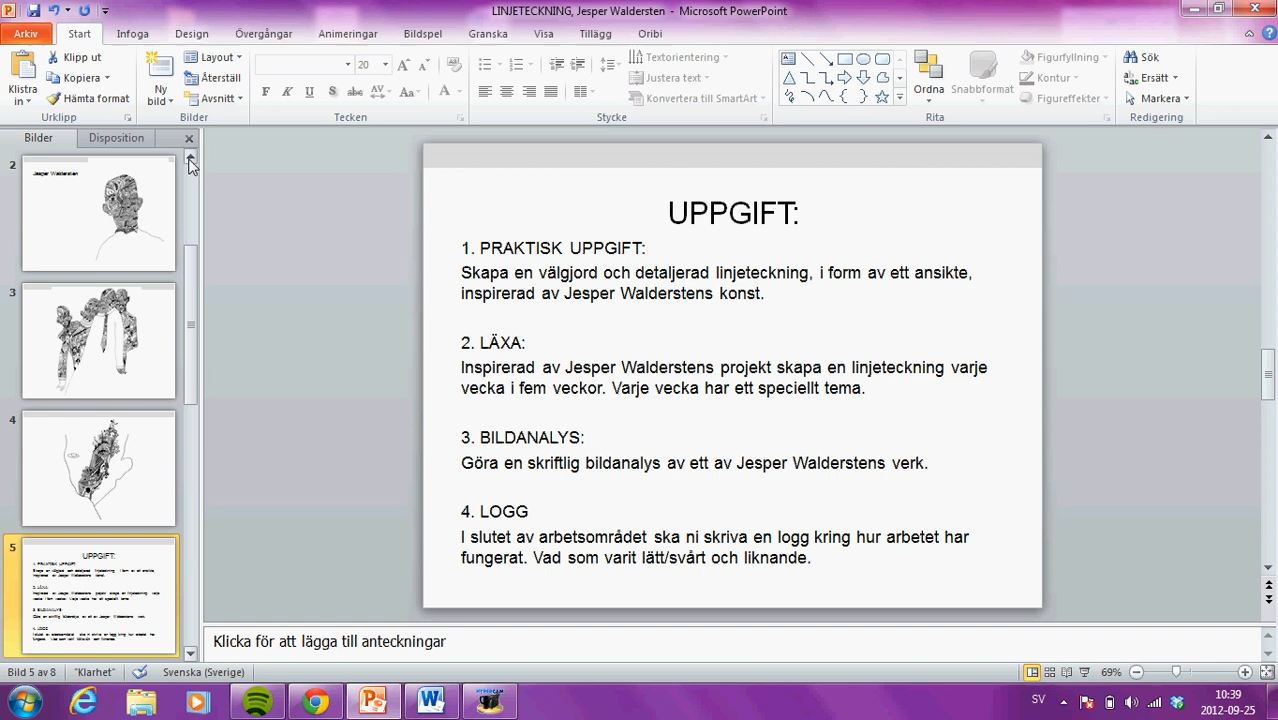 LINJETECKNING, Jesper Waldersten - Microsoft PowerPoint
Arkiv Start Infoga Design Övergångar Animeringar Bildspel Granska Visa Tillägg Oribi
Klistra in Klipp ut Kopiera Hämta format
Urklipp
Ny bild Layout Återställ Avsnitt
Bilder
20
Tecken
Textorientering
Justera text
Konvertera till SmartArt
Stycke
Ordna
Snabbformat
Figurfyllning
Kontur
Figureffekter
Rita
Sök
Ersätt
Markera
Redigering
Bilder Disposition
2
Jesper Waldersten
3
4
5
UPPGIFT:
UPPGIFT:
1. PRAKTISK UPPGIFT:
Skapa en välgjord och detaljerad linjeteckning, i form av ett ansikte,
inspirerad av Jesper Walderstens konst.
2. LÄXA:
Inspirerad av Jesper Walderstens projekt skapa en linjeteckning varje
vecka i fem veckor. Varje vecka har ett speciellt tema.
3. BILDANALYS:
Göra en skriftlig bildanalys av ett av Jesper Walderstens verk.
4. LOGG
I slutet av arbetsområdet ska ni skriva en logg kring hur arbetet har
fungerat. Vad som varit lätt/svårt och liknande.
Klicka för att lägga till anteckningar
Bild 5 av 8 "Klarhet" Svenska (Sverige) 69%
SV 10:39
2012-09-25